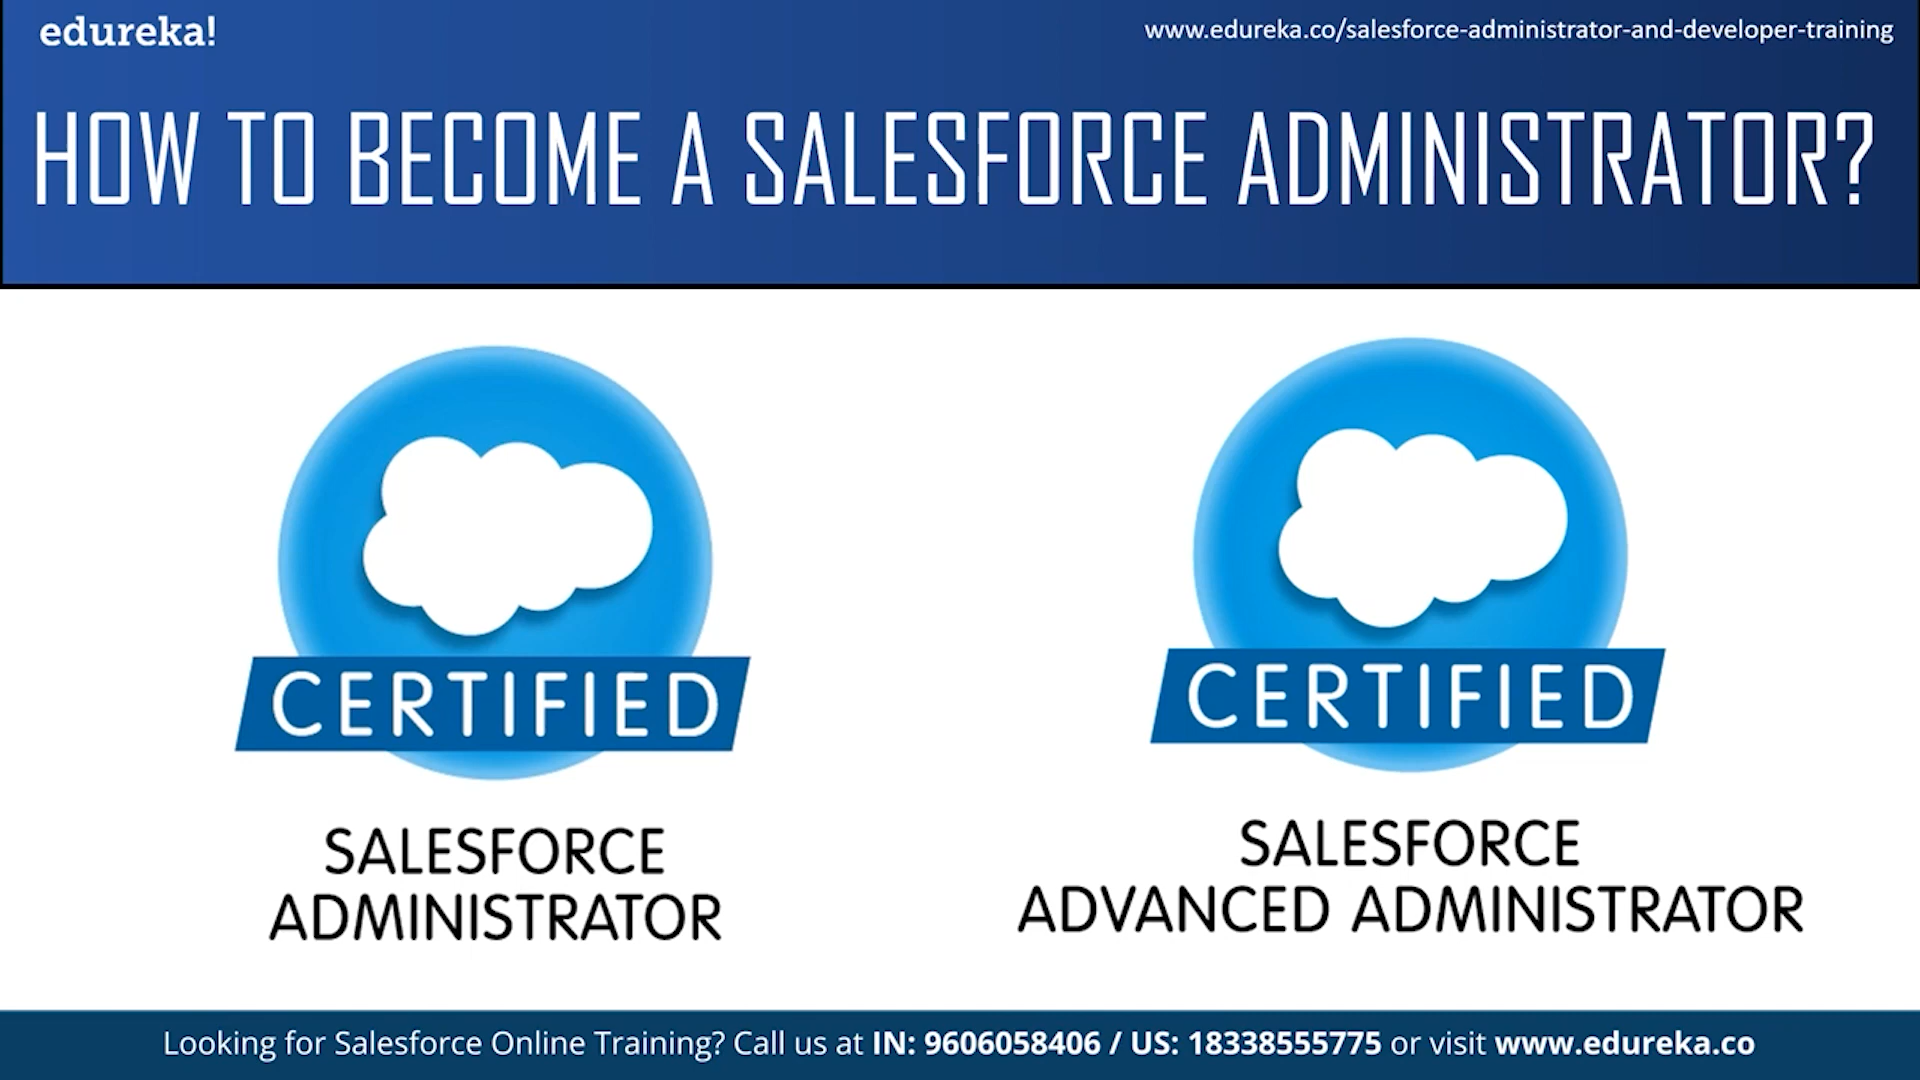 edureka!
www.edureka.co/salesforce-administrator-and-developer-training
HOW TO BECOME A SALESFORCE ADMINISTRATOR?
CERTIFIED
SALESFORCE
ADMINISTRATOR
CERTIFIED
SALESFORCE
ADVANCED ADMINISTRATOR
Looking for Salesforce Online Training? Call us at IN: 9606058406 / US: 18338555775 or visit www.edureka.co